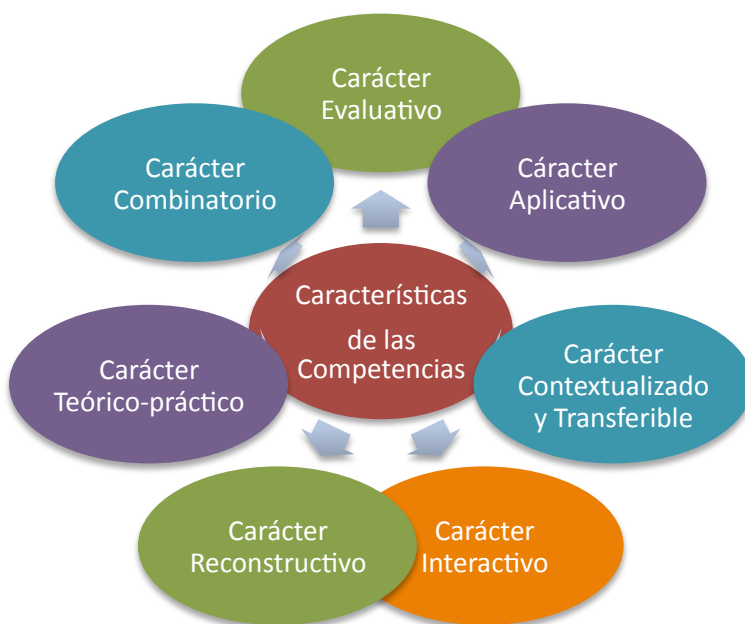 Carácter
Evaluativo
Cáracter
Aplicativo
Carácter
Contextualizado
y Transferible
Carácter
Interactivo
Carácter
Reconstructivo
Carácter
Teórico-práctico
Carácter
Combinatorio
Características
de las
Competencias